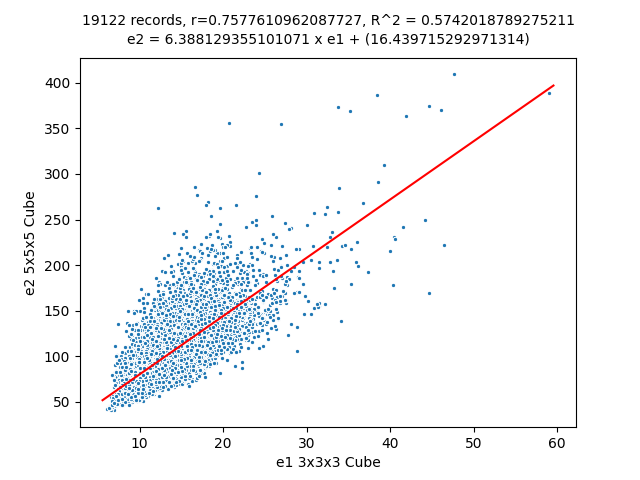 19122 records, r=0.7577610962087727, R^2 = 0.5742018789275211
e2 = 6.388129355101071 x e1 + (16.439715292971314)
400
350
300
250
200
150
100
50
e2 5x5x5 Cube
10 20 30 40 50 60
e1 3x3x3 Cube